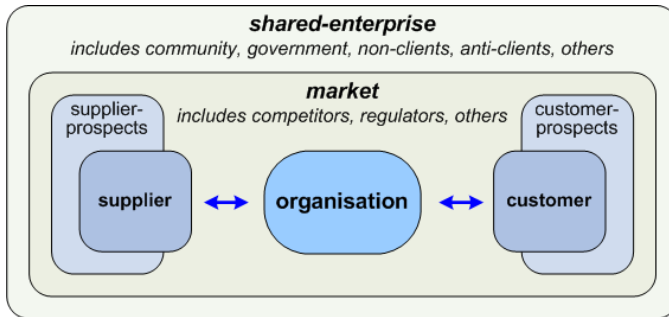 shared-enterprise
includes community, government, non-clients, anti-clients, others
market
includes competitors, regulators, others
supplier-
prospects
customer-
prospects
supplier
organisation
customer